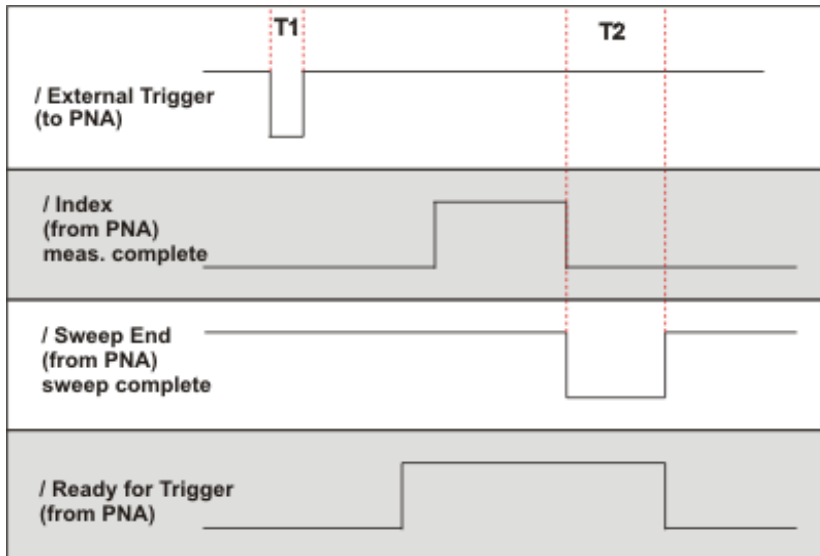 T1
T2
/ External Trigger
(to PNA)
/ Index
(from PNA)
meas. complete
/ Sweep End
(from PNA)
sweep complete
/ Ready for Trigger
(from PNA)